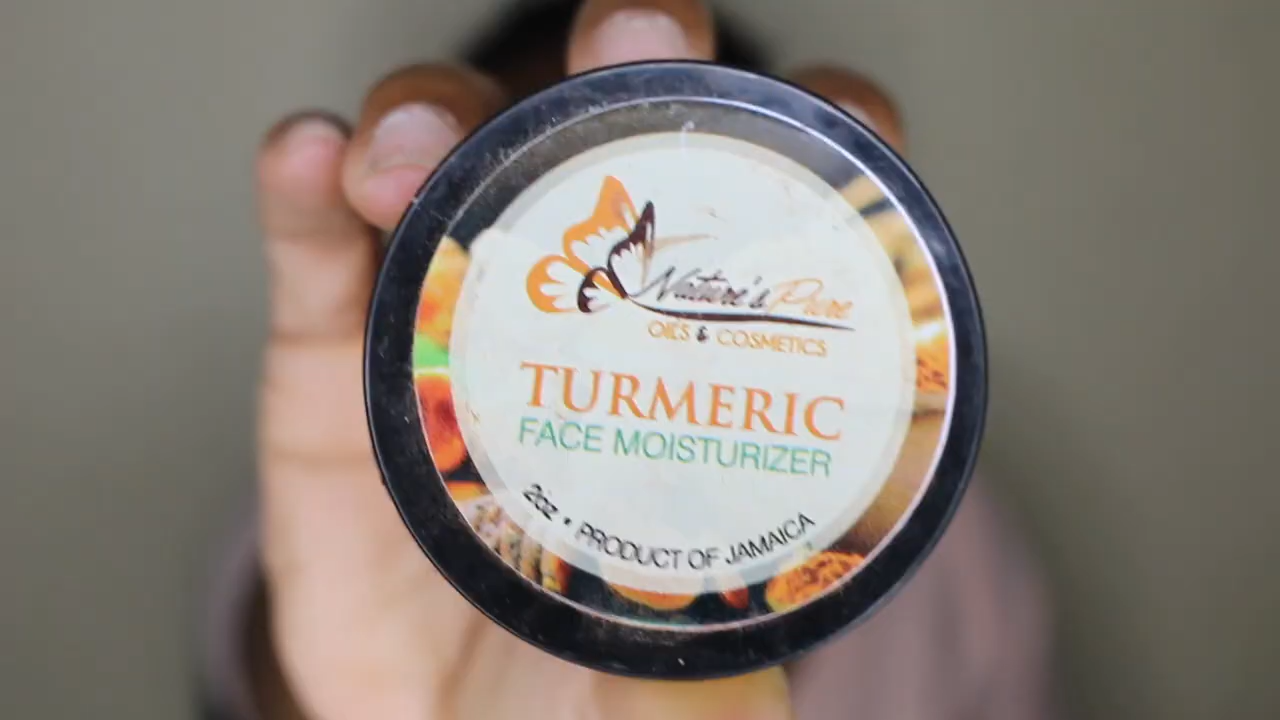 Nature's Pure
OILS & COSMETICS
TURMERIC
FACE MOISTURIZER
2oz • PRODUCT OF JAMAICA